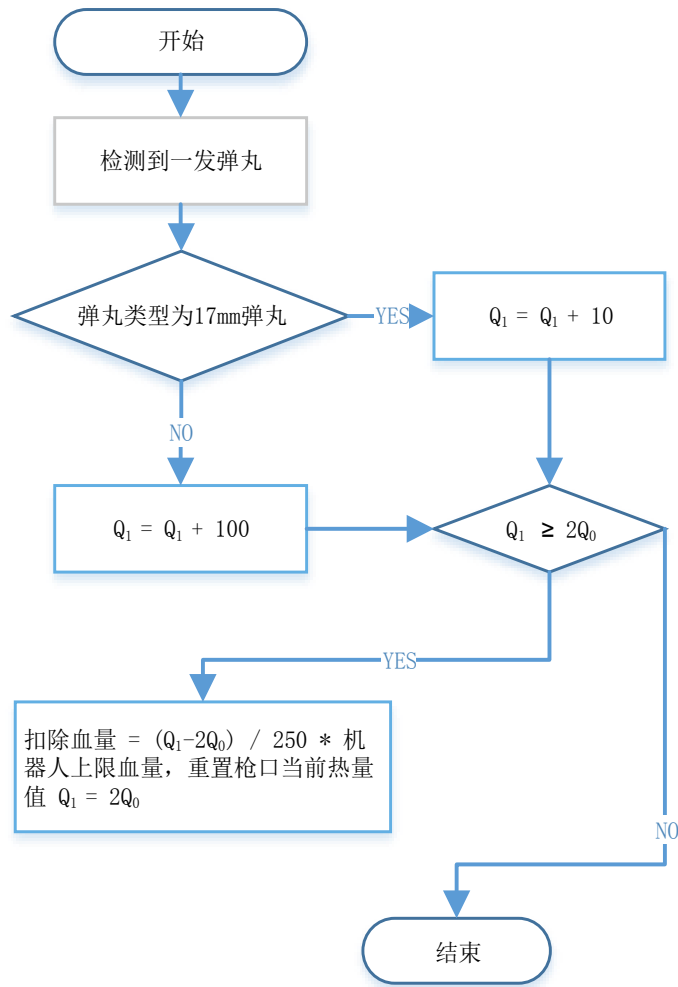 开始
检测到一发弹丸
弹丸类型为17mm弹丸
YES
Q₁ = Q₁ + 10
NO
Q₁ = Q₁ + 100
Q₁ ≥ 2Q₀
YES
扣除血量 = (Q₁-2Q₀) / 250 * 机
器人上限血量, 重置枪口当前热量
值 Q₁ = 2Q₀
NO
结束